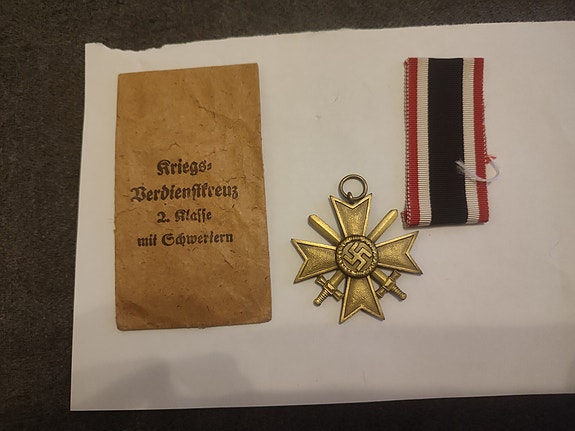 Kriegs-
Verdienstkreuz
2. Klasse
mit Schwertern